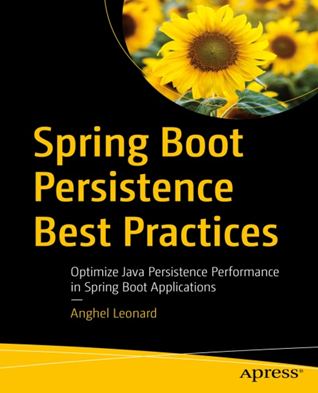 Spring Boot
Persistence
Best Practices
Optimize Java Persistence Performance
in Spring Boot Applications
Anghel Leonard
Apress®